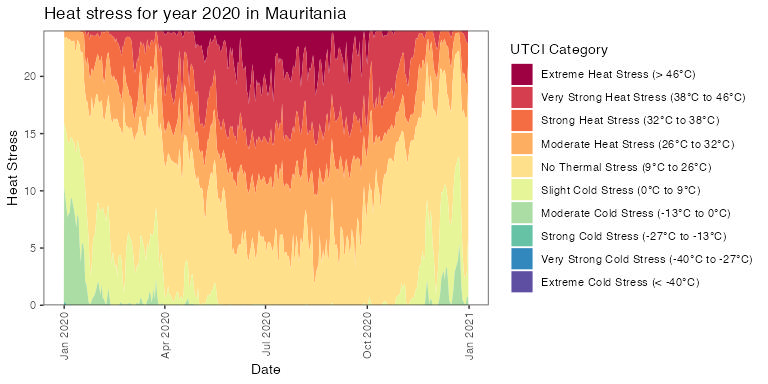 Heat stress for year 2020 in Mauritania
Heat Stress
20
15
10
5
0
Jan 2020
Apr 2020
Jul 2020
Oct 2020
Jan 2021
Date
UTCI Category
Extreme Heat Stress (> 46°C)
Very Strong Heat Stress (38°C to 46°C)
Strong Heat Stress (32°C to 38°C)
Moderate Heat Stress (26°C to 32°C)
No Thermal Stress (9°C to 26°C)
Slight Cold Stress (0°C to 9°C)
Moderate Cold Stress (-13°C to 0°C)
Strong Cold Stress (-27°C to -13°C)
Very Strong Cold Stress (-40°C to -27°C)
Extreme Cold Stress (< -40°C)